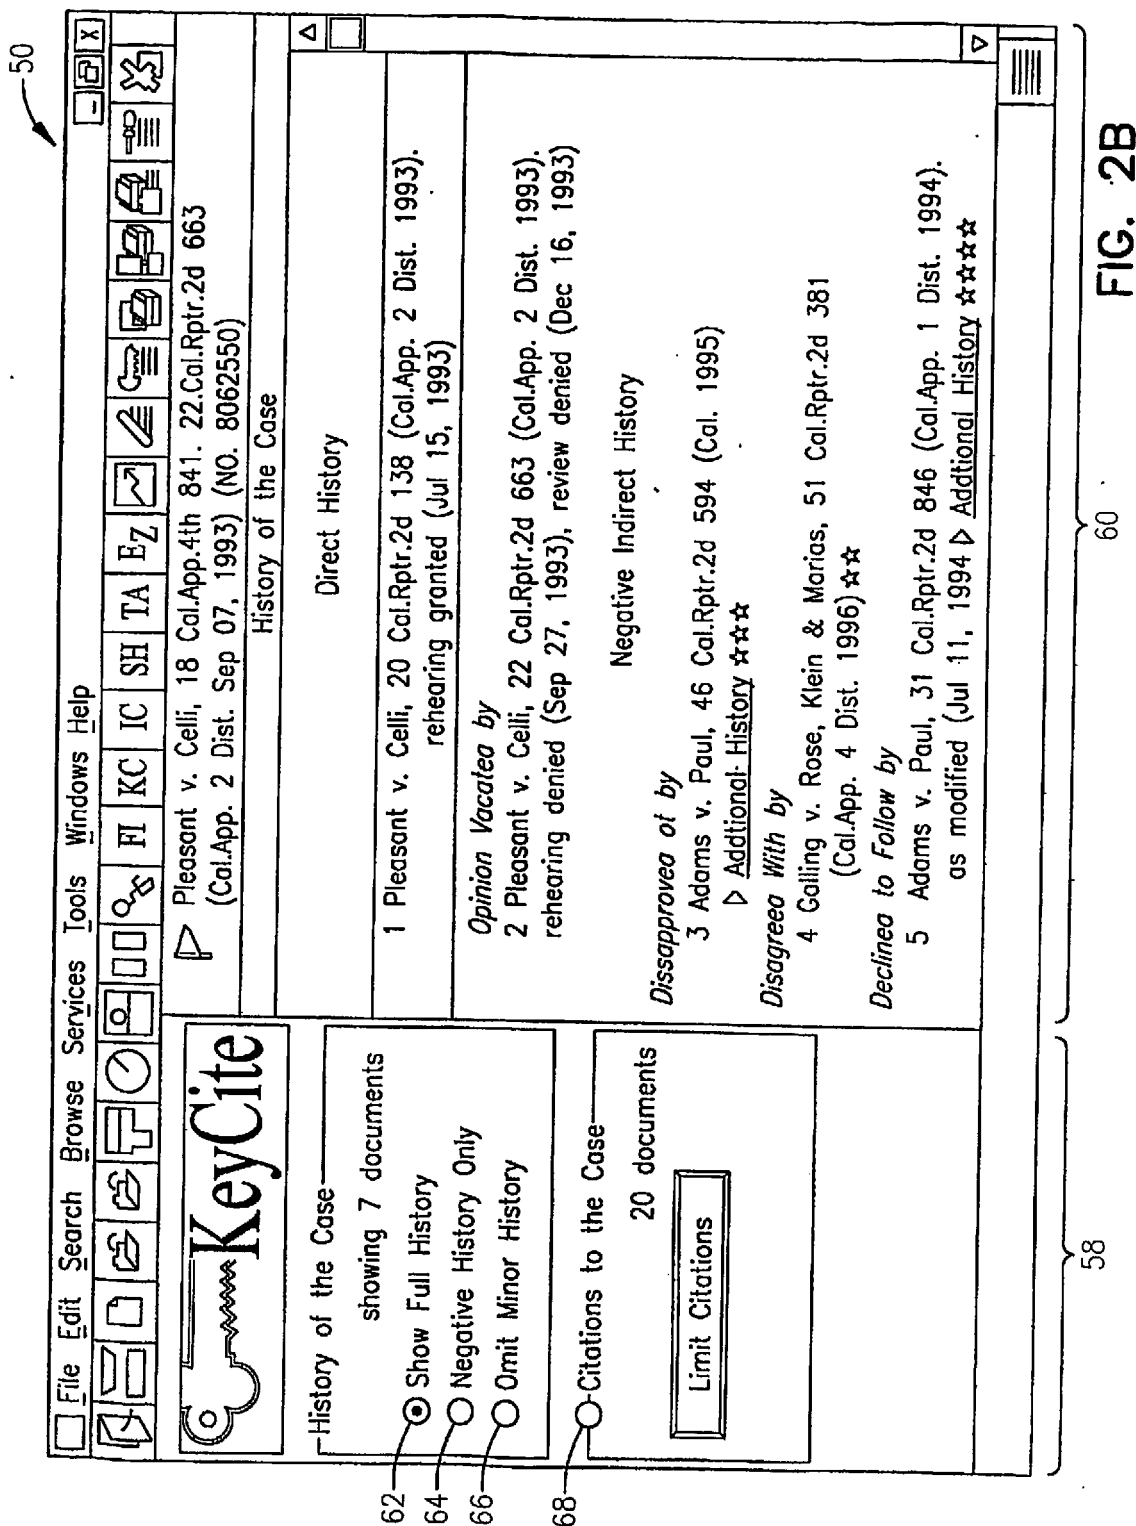 50
File Edit Search Browse Services Tools Windows Help
FI KC IC SH TA EZ
KeyCite
History of the Case
showing 7 documents
62
Show Full History
64
Negative History Only
66
Omit Minor History
68
Citations to the Case
20 documents
Limit Citations
Pleasant v. Celli, 18 Cal.App.4th 841. 22.Cal.Rptr.2d 663
(Cal.App. 2 Dist. Sep 07, 1993) (NO. 8062550)
History of the Case
Direct History
1 Pleasant v. Celli, 20 Cal.Rptr.2d 138 (Cal.App. 2 Dist. 1993).
rehearing granted (Jul 15, 1993)
Opinion Vacated by
2 Pleasant v. Celli, 22 Cal.Rptr.2d 663 (Cal.App. 2 Dist. 1993).
rehearing denied (Sep 27, 1993), review denied (Dec 16, 1993)
Negative Indirect History
Dissapprovea of by
3 Adams v. Paul, 46 Cal.Rptr.2d 594 (Cal. 1995)
▷ Addtional History ☆☆☆
Disagreea With by
4 Galling v. Rose, Klein & Marias, 51 Cal.Rptr.2d 381
(Cal.App. 4 Dist. 1996) ☆☆
Declinea to Follow by
5 Adams v. Paul, 31 Cal.Rptr.2d 846 (Cal.App. 1 Dist. 1994).
as modified (Jul 11, 1994 ▷ Addtional History ☆☆☆☆
58
60
FIG. 2B